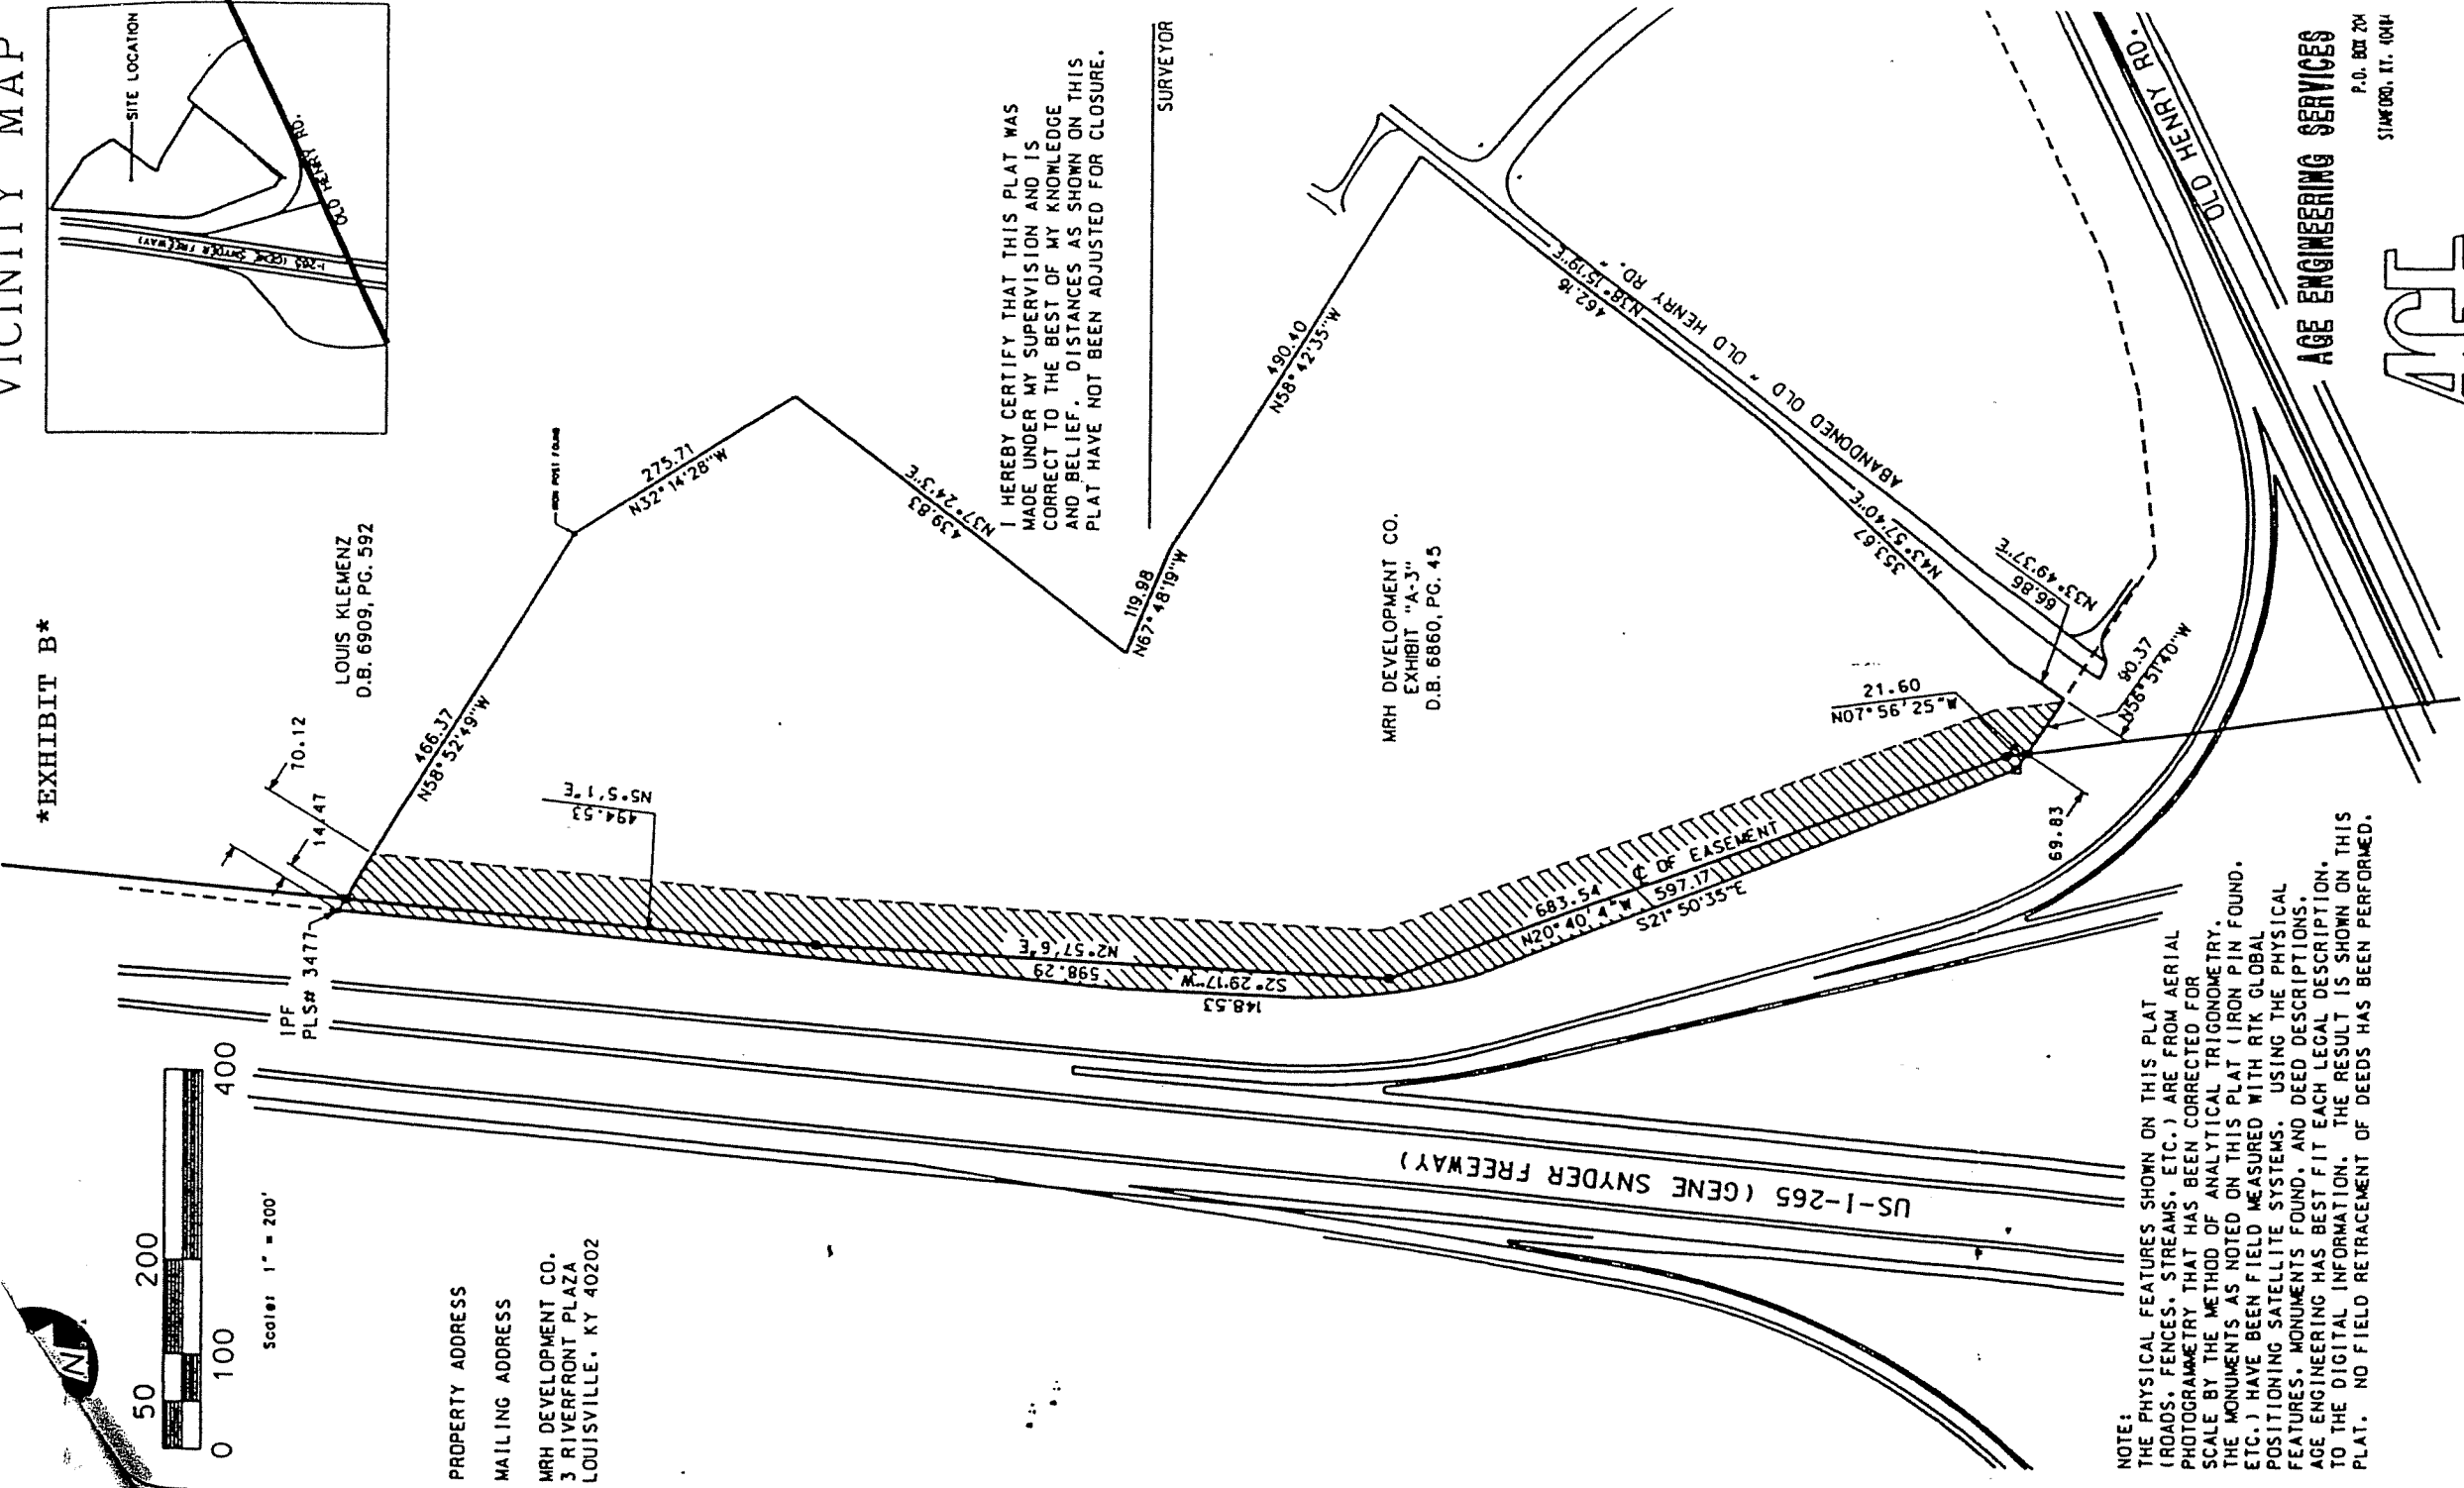 VICINITY MAP
SITE LOCATION
I-265 (GENE SNYDER FREEWAY)
OLD HENRY RD.
*EXHIBIT B*
LOUIS KLEMENZ
D.B. 6909, PG. 592
IRON POST FOUND
70.12
14.47
466.37
N58°52'49"W
275.71
N32°14'28"W
439.83
N37°24'3"E
119.98
N67°48'19"W
490.40
N58°42'35"W
I HEREBY CERTIFY THAT THIS PLAT WAS
MADE UNDER MY SUPERVISION AND IS
CORRECT TO THE BEST OF MY KNOWLEDGE
AND BELIEF. DISTANCES AS SHOWN ON THIS
PLAT HAVE NOT BEEN ADJUSTED FOR CLOSURE.
SURVEYOR
MRH DEVELOPMENT CO.
EXHIBIT "A-3"
D.B. 6860, PG. 45
462.16
N38°15'19"E
ABANDONED OLD "OLD HENRY RD."
353.67
N43°57'40"E
66.86
N33°49'37"E
90.37
N56°51'40"W
21.60
N07°56'25"W
69.83
494.53
N5°5'1"E
N2°57'6"E
598.29
S2°29'17"W
148.53
683.54
℄ OF EASEMENT
N20°40'4"W
597.17
S21°50'35"E
IPF
PLS# 3477
N
50 200
0 100 400
Scale: 1" = 200'
US-I-265 (GENE SNYDER FREEWAY)
OLD HENRY RD.
PROPERTY ADDRESS
MAILING ADDRESS
MRH DEVELOPMENT CO.
3 RIVERFRONT PLAZA
LOUISVILLE, KY 40202
NOTE:
THE PHYSICAL FEATURES SHOWN ON THIS PLAT
(ROADS, FENCES, STREAMS, ETC.) ARE FROM AERIAL
PHOTOGRAMMETRY THAT HAS BEEN CORRECTED FOR
SCALE BY THE METHOD OF ANALYTICAL TRIGONOMETRY.
THE MONUMENTS AS NOTED ON THIS PLAT (IRON PIN FOUND,
ETC.) HAVE BEEN FIELD MEASURED WITH RTK GLOBAL
POSITIONING SATELLITE SYSTEMS. USING THE PHYSICAL
FEATURES, MONUMENTS FOUND, AND DEED DESCRIPTIONS,
AGE ENGINEERING HAS BEST FIT EACH LEGAL DESCRIPTION,
TO THE DIGITAL INFORMATION. THE RESULT IS SHOWN ON THIS
PLAT. NO FIELD RETRACEMENT OF DEEDS HAS BEEN PERFORMED.
AGE ENGINEERING SERVICES
P.O. BOX 204
STANFORD, KY. 40484
AGE